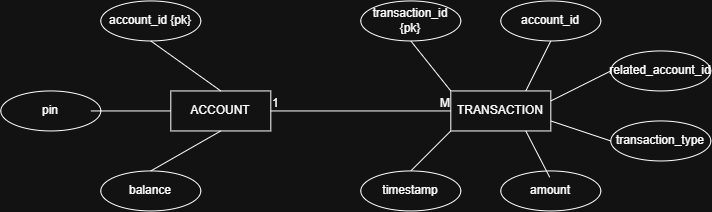 account_id {pk}
transaction_id
{pk}
account_id
related_account_id
pin
ACCOUNT
1
M
TRANSACTION
transaction_type
balance
timestamp
amount